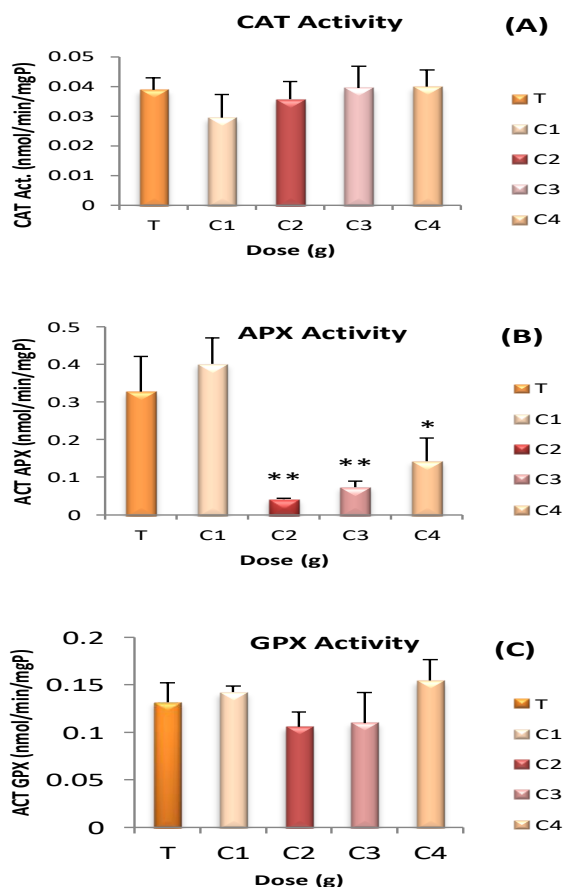 CAT Activity
(A)
CAT Act. (nmol/min/mgP)
0.05
0.04
0.03
0.02
0.01
0
T C1 C2 C3 C4
Dose (g)
T
C1
C2
C3
C4
APX Activity
(B)
ACT APX (nmol/min/mgP)
0.5
0.4
0.3
0.2
0.1
0
** ** *
T C1 C2 C3 C4
Dose (g)
T
C1
C2
C3
C4
GPX Activity
(C)
ACT GPX (nmol/min/mgP)
0.2
0.15
0.1
0.05
0
T C1 C2 C3 C4
Dose (g)
T
C1
C2
C3
C4